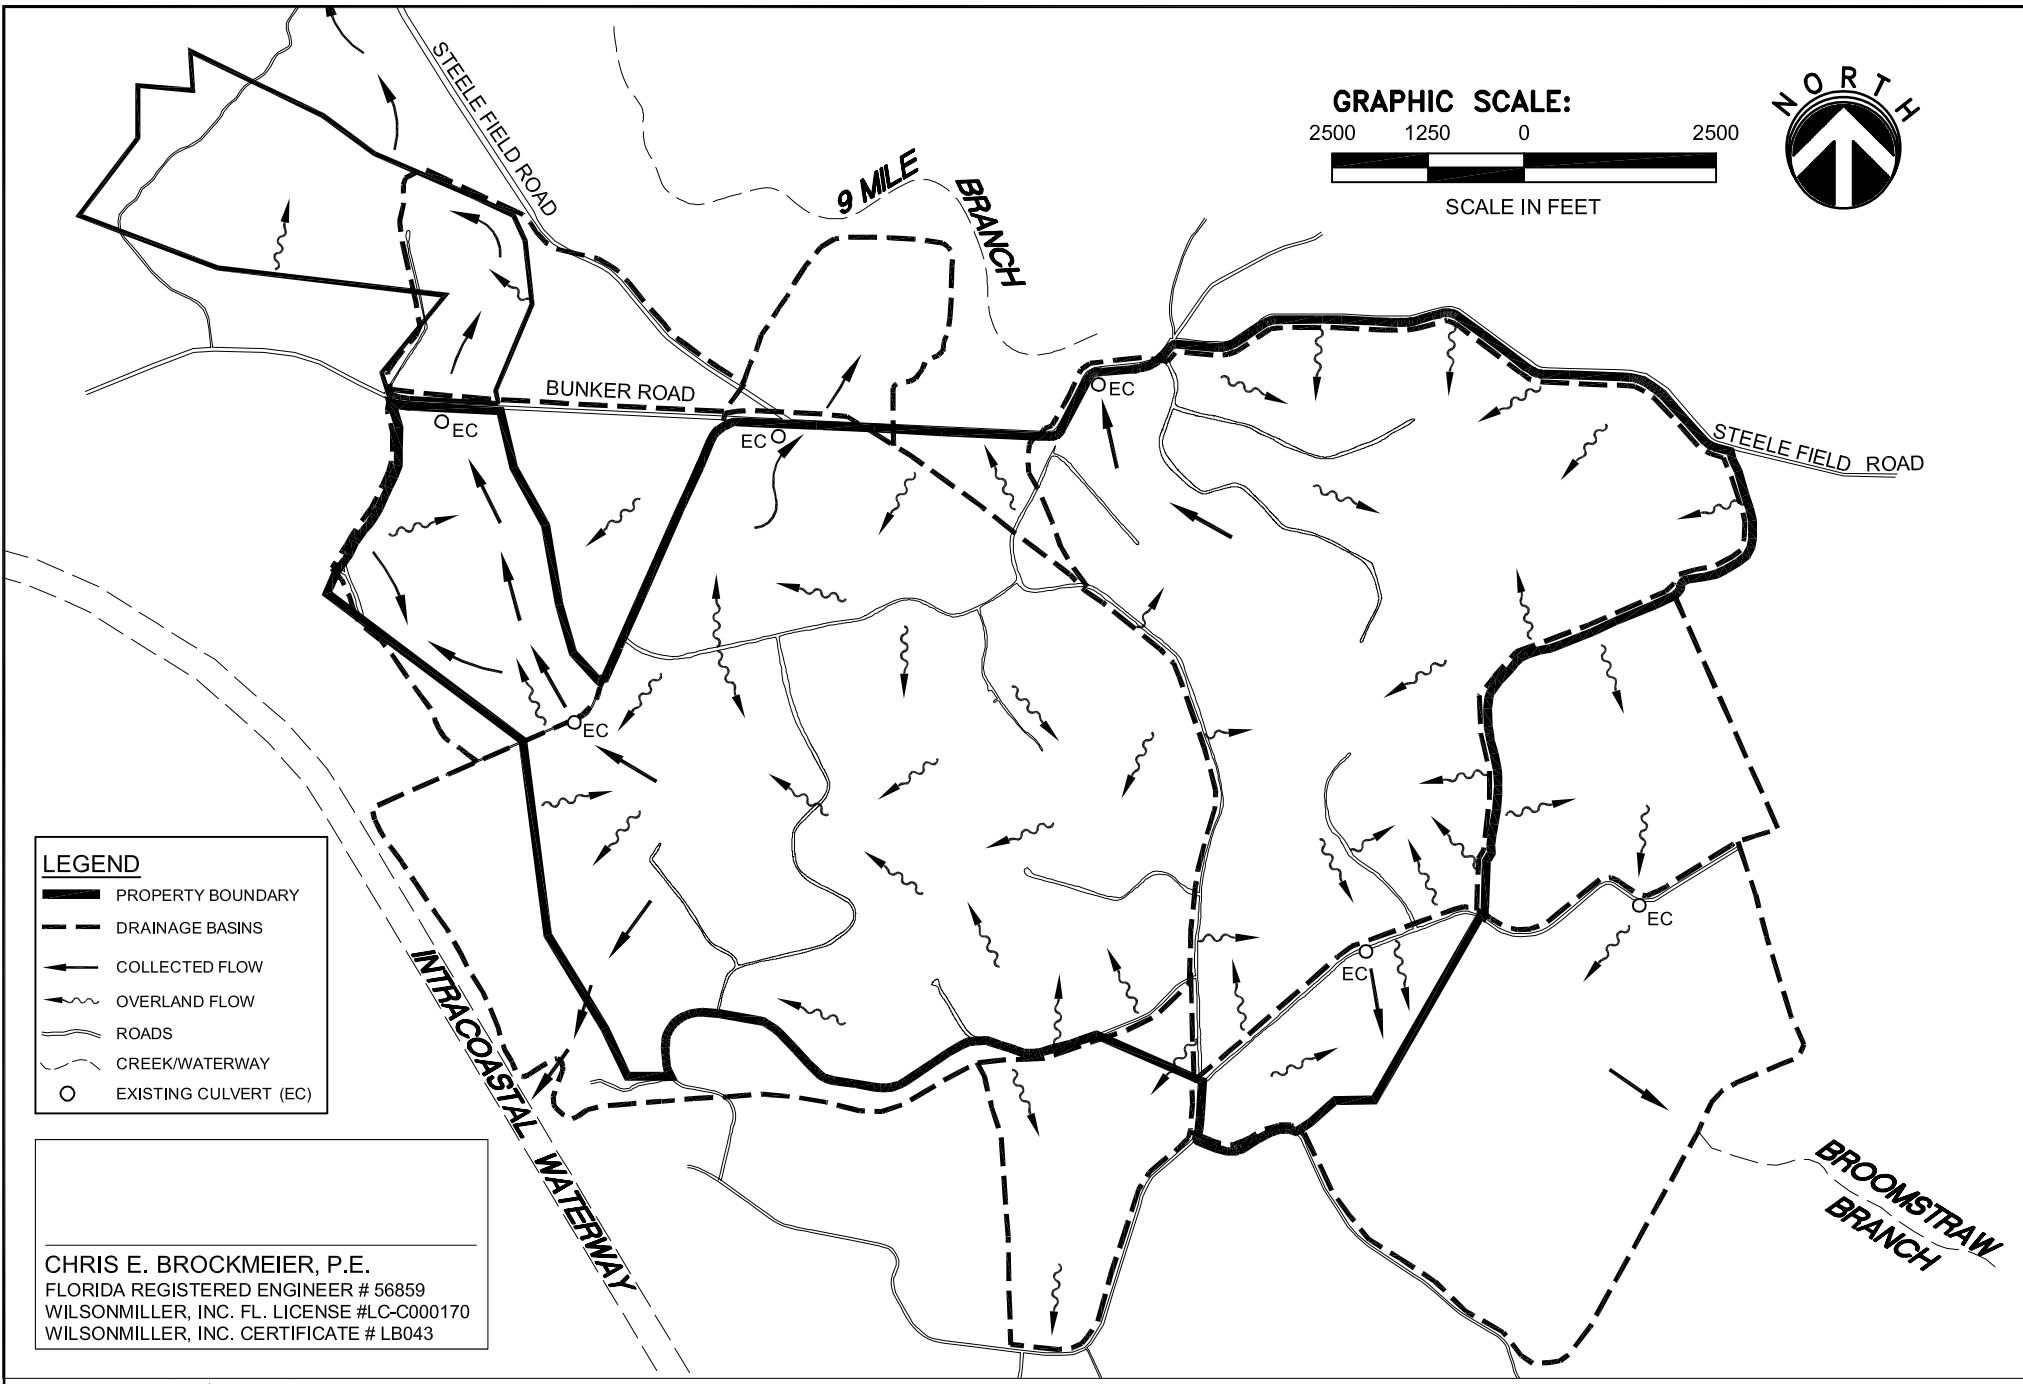 STEELE FIELD ROAD
9 MILE
BRANCH
GRAPHIC SCALE:
2500 1250 0 2500
SCALE IN FEET
NORTH
BUNKER ROAD
EC
EC
EC
STEELE FIELD ROAD
EC
EC
EC
LEGEND
PROPERTY BOUNDARY
DRAINAGE BASINS
COLLECTED FLOW
OVERLAND FLOW
ROADS
CREEK/WATERWAY
EXISTING CULVERT (EC)
INTRACOASTAL WATERWAY
BROOMSTRAW
BRANCH
CHRIS E. BROCKMEIER, P.E.
FLORIDA REGISTERED ENGINEER # 56859
WILSONMILLER, INC. FL. LICENSE #LC-C000170
WILSONMILLER, INC. CERTIFICATE # LB043